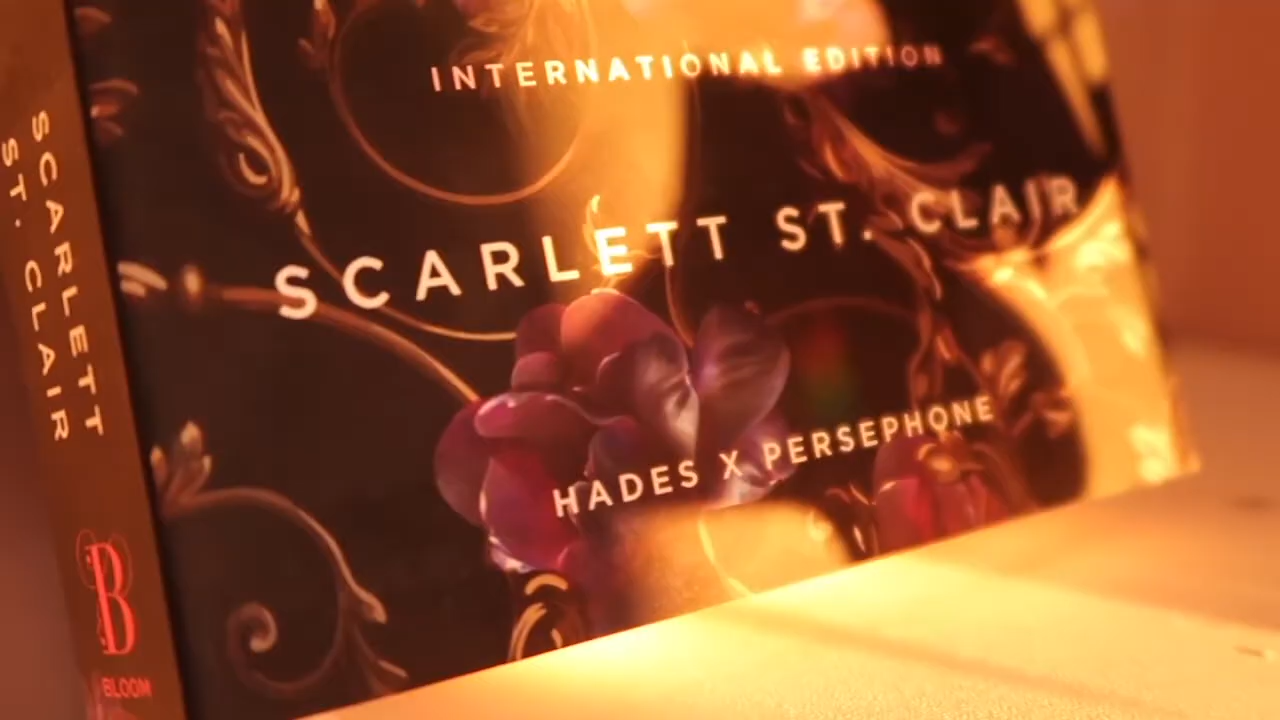 INTERNATIONAL EDITION
SCARLETT ST. CLAIR
HADES X PERSEPHONE
SCARLETT
ST. CLAIR
B
BLOOM